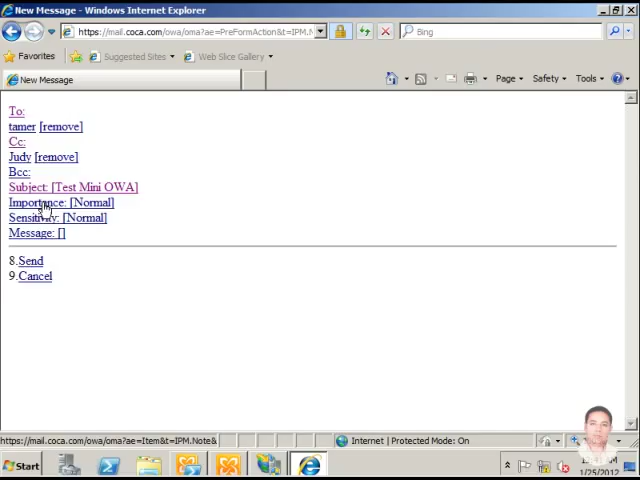 New Message - Windows Internet Explorer
https://mail.coca.com/owa/oma?ae=PreFormAction&t=IPM.N
Bing
Favorites
Suggested Sites
Web Slice Gallery
New Message
Page
Safety
Tools
To:
tamer [remove]
Cc:
Judy [remove]
Bcc:
Subject: [Test Mini OWA]
Importance: [Normal]
Sensitivity: [Normal]
Message: []
8.Send
9.Cancel
https://mail.coca.com/owa/oma?ae=Item&t=IPM.Note&
Internet | Protected Mode: On
Start
1/25/2012